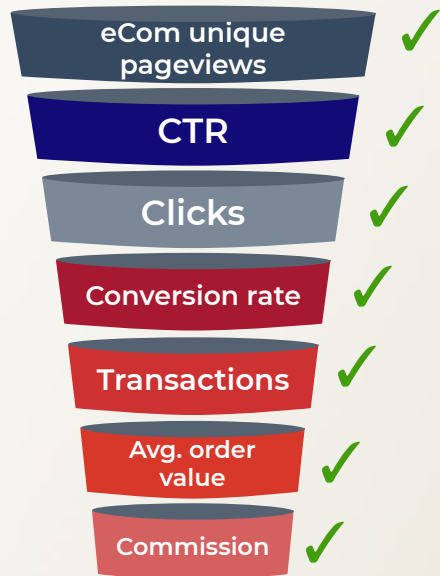 eCom unique
pageviews
CTR
Clicks
Conversion rate
Transactions
Avg. order
value
Commission